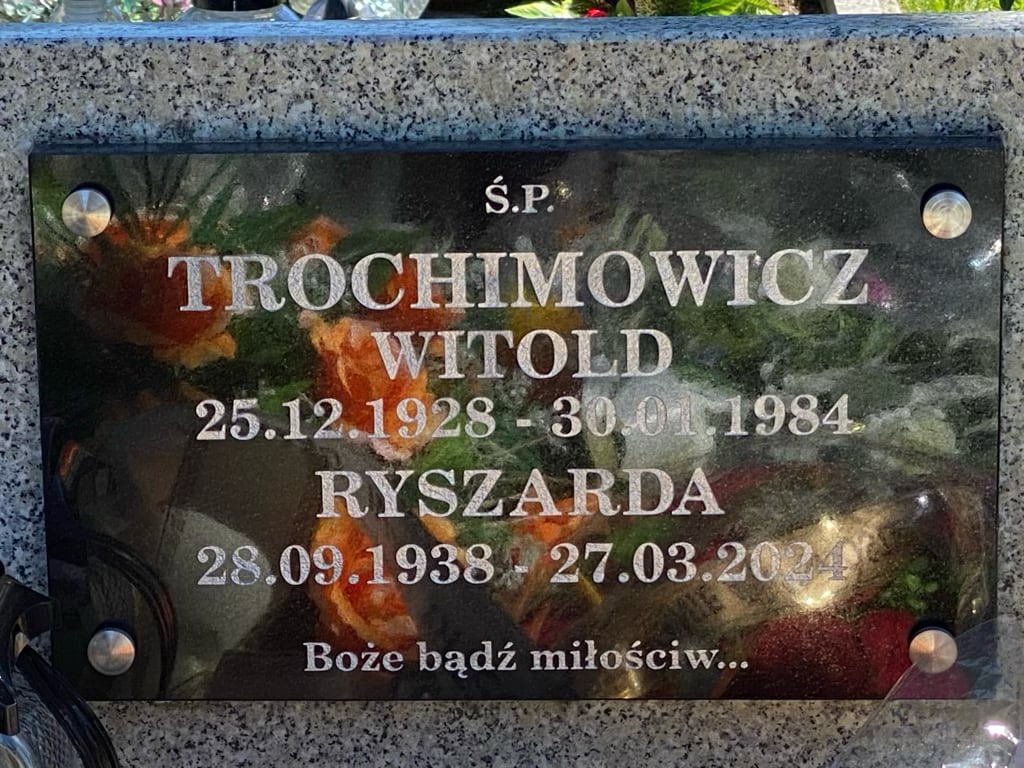 Ś.P.
TROCHIMOWICZ
WITOLD
25.12.1928 - 30.01.1984
RYSZARDA
28.09.1938 - 27.03.2024
Boże bądź miłościw...